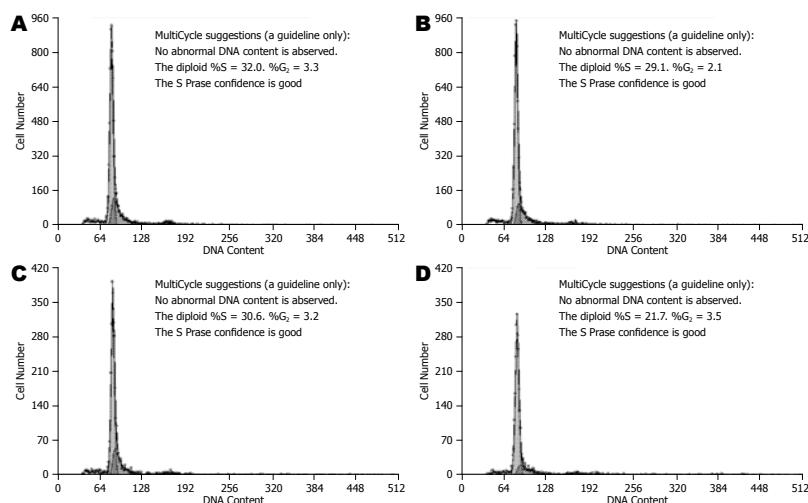 A
960
800
640
480
320
160
0
Cell Number
MultiCycle suggestions (a guideline only):
No abnormal DNA content is abserved.
The diploid %S = 32.0. %G₂ = 3.3
The S Prase confidence is good
0 64 128 192 256 320 384 448 512
DNA Content
B
960
800
640
480
320
160
0
Cell Number
MultiCycle suggestions (a guideline only):
No abnormal DNA content is abserved.
The diploid %S = 29.1. %G₂ = 2.1
The S Prase confidence is good
0 64 128 192 256 320 384 448 512
DNA Content
C
420
350
280
210
140
70
0
Cell Number
MultiCycle suggestions (a guideline only):
No abnormal DNA content is abserved.
The diploid %S = 30.6. %G₂ = 3.2
The S Prase confidence is good
0 64 128 192 256 320 384 448 512
DNA Content
D
420
350
280
210
140
70
0
Cell Number
MultiCycle suggestions (a guideline only):
No abnormal DNA content is abserved.
The diploid %S = 21.7. %G₂ = 3.5
The S Prase confidence is good
0 64 128 192 256 320 384 448 512
DNA Content